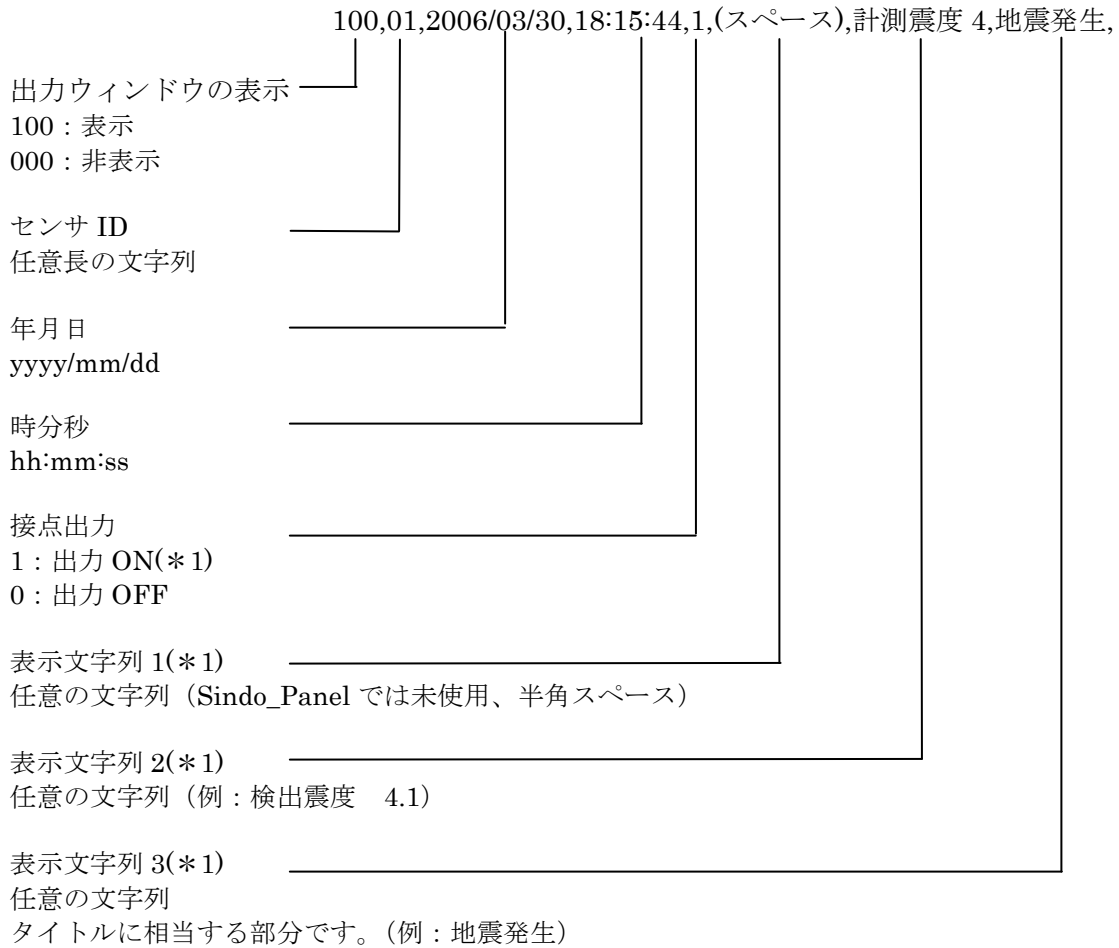 100,01,2006/03/30,18:15:44,1,(スペース),計測震度 4,地震発生,
出力ウィンドウの表示
100：表示
000：非表示
センサ ID
任意長の文字列
年月日
yyyy/mm/dd
時分秒
hh:mm:ss
接点出力
1：出力 ON(＊1)
0：出力 OFF
表示文字列 1(＊1)
任意の文字列（Sindo_Panel では未使用、半角スペース）
表示文字列 2(＊1)
任意の文字列（例：検出震度　4.1）
表示文字列 3(＊1)
任意の文字列
タイトルに相当する部分です。（例：地震発生）